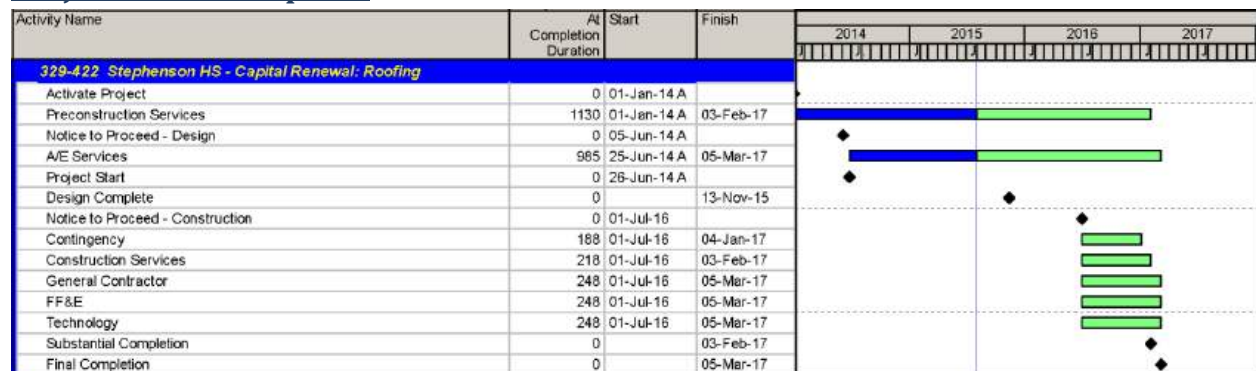 Activity Name At Completion Duration Start Finish 2014 2015 2016 2017
329-422 Stephenson HS - Capital Renewal: Roofing
Activate Project 0 01-Jan-14 A
Preconstruction Services 1130 01-Jan-14 A 03-Feb-17
Notice to Proceed - Design 0 05-Jun-14 A
A/E Services 985 25-Jun-14 A 05-Mar-17
Project Start 0 26-Jun-14 A
Design Complete 0 13-Nov-15
Notice to Proceed - Construction 0 01-Jul-16
Contingency 188 01-Jul-16 04-Jan-17
Construction Services 218 01-Jul-16 03-Feb-17
General Contractor 248 01-Jul-16 05-Mar-17
FF&E 248 01-Jul-16 05-Mar-17
Technology 248 01-Jul-16 05-Mar-17
Substantial Completion 0 03-Feb-17
Final Completion 0 05-Mar-17